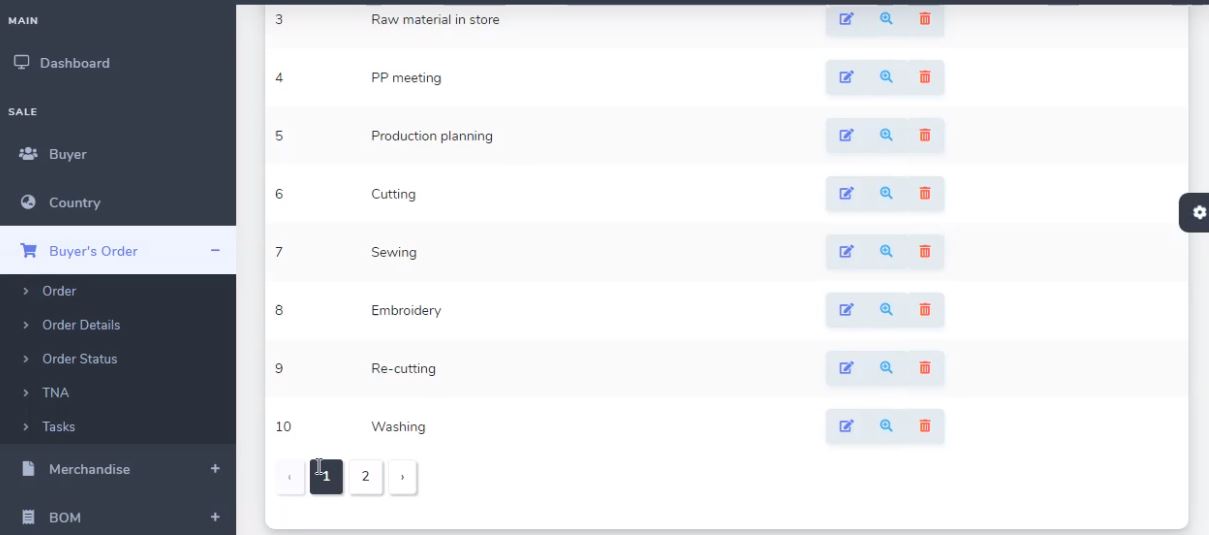 MAIN
Dashboard
SALE
Buyer
Country
Buyer's Order
Order
Order Details
Order Status
TNA
Tasks
Merchandise
BOM
3 Raw material in store
4 PP meeting
5 Production planning
6 Cutting
7 Sewing
8 Embroidery
9 Re-cutting
10 Washing
‹ 1 2 ›